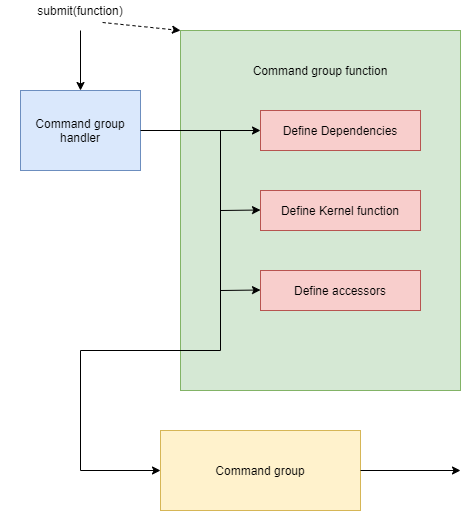 submit(function)
Command group function
Command group
handler
Define Dependencies
Define Kernel function
Define accessors
Command group